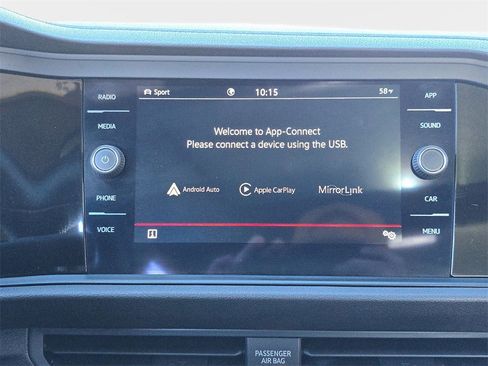 RADIO
MEDIA
PHONE
VOICE
Sport 10:15 58°F
Welcome to App-Connect
Please connect a device using the USB.
Android Auto Apple CarPlay MirrorLink
APP
SOUND
CAR
MENU
PASSENGER
AIR BAG